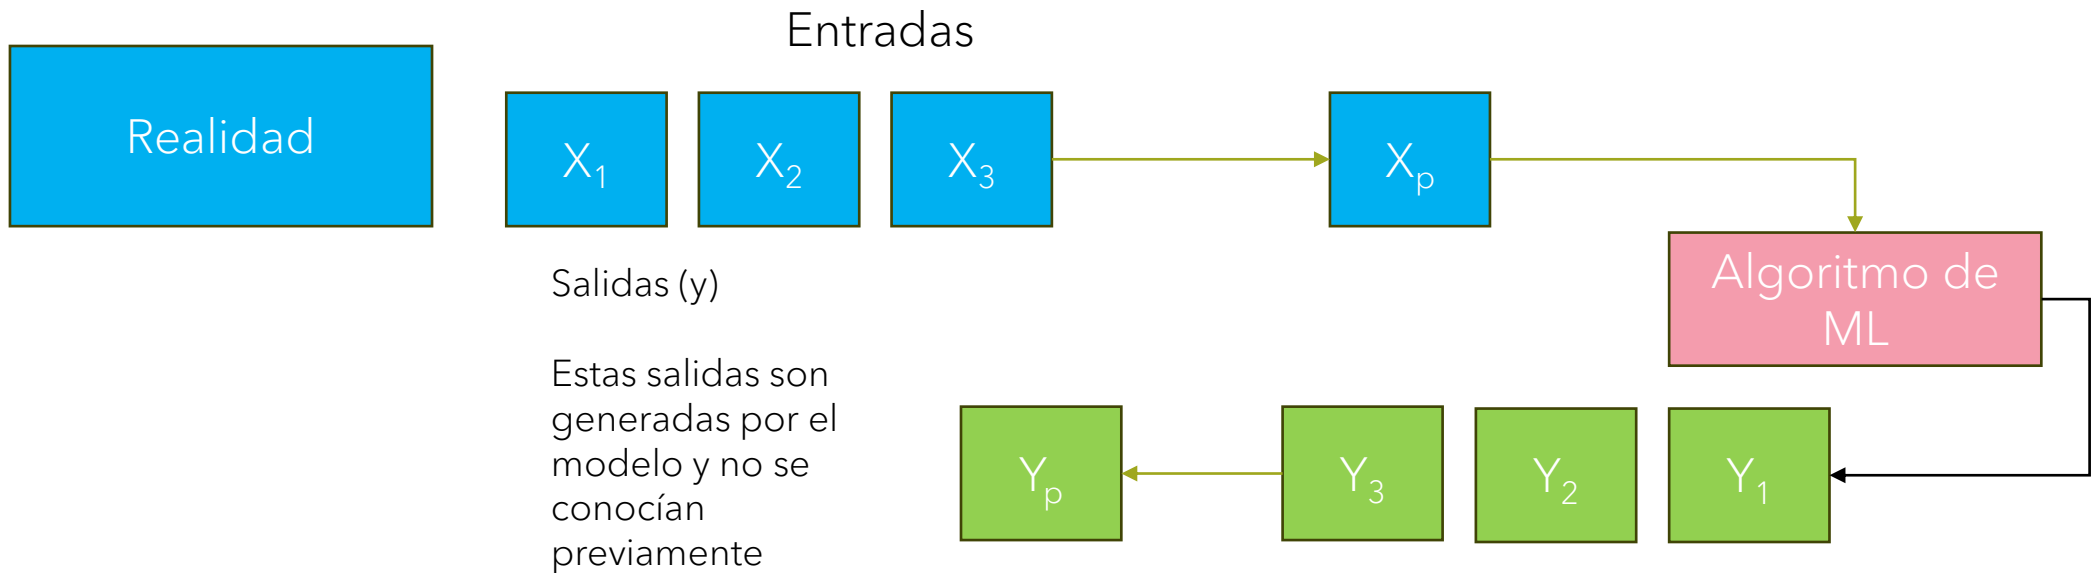 Entradas
Realidad
X₁
X₂
X₃
Xₚ
Algoritmo de
ML
Salidas (y)
Estas salidas son
generadas por el
modelo y no se
conocían
previamente
Yₚ
Y₃
Y₂
Y₁